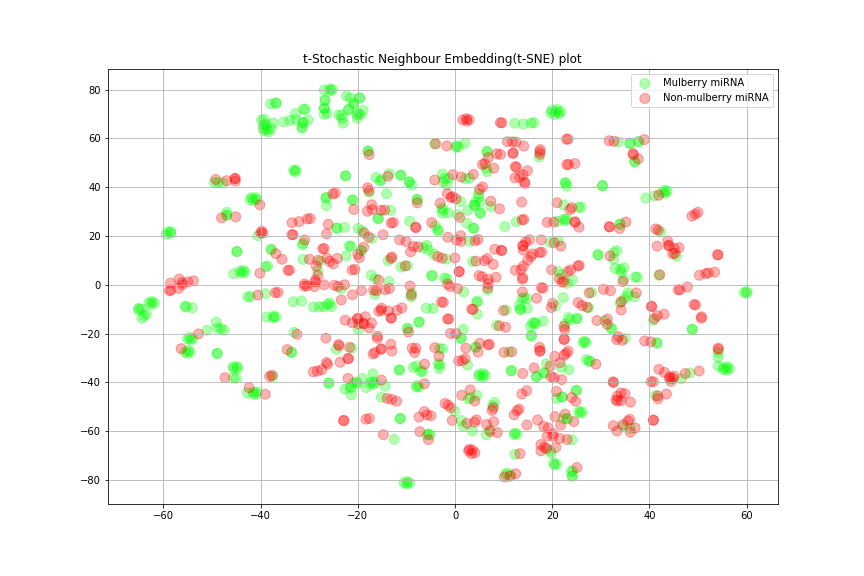 t-Stochastic Neighbour Embedding(t-SNE) plot
Mulberry miRNA
Non-mulberry miRNA
80
60
40
20
0
−20
−40
−60
−80
−60 −40 −20 0 20 40 60